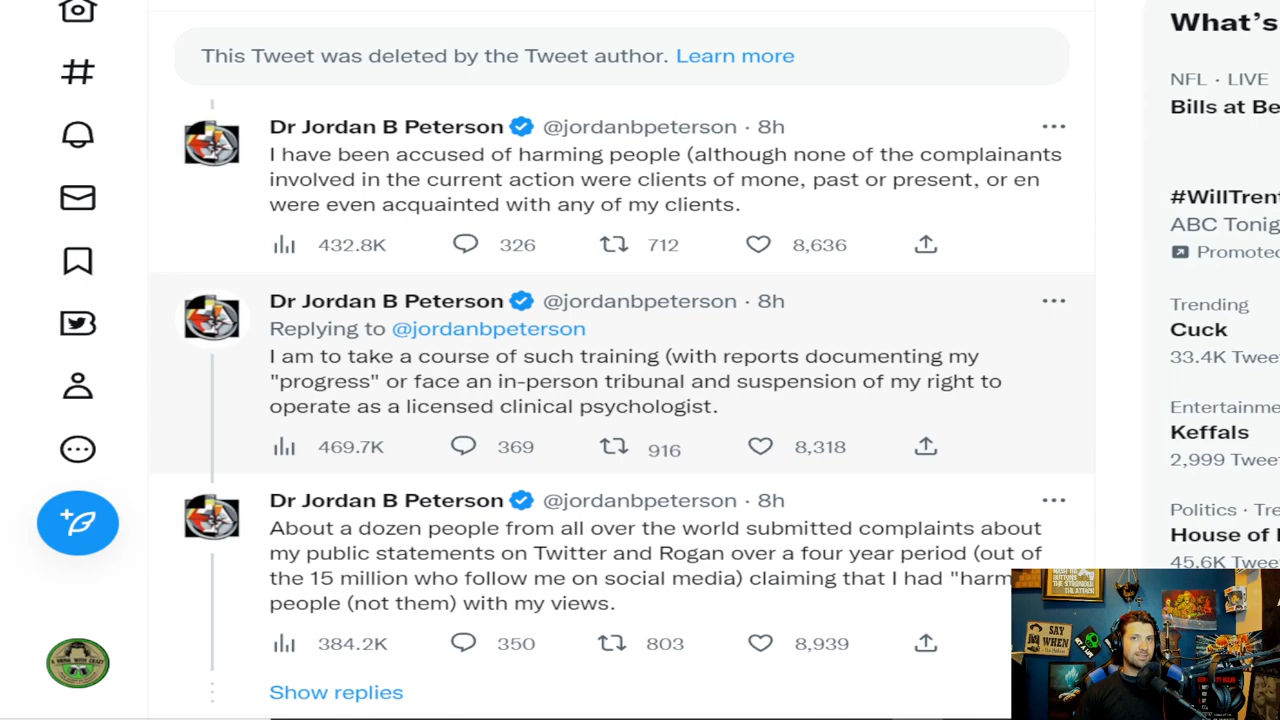 What's
This Tweet was deleted by the Tweet author. Learn more
NFL · LIVE
Bills at Be
Dr Jordan B Peterson @jordanbpeterson · 8h
I have been accused of harming people (although none of the complainants
involved in the current action were clients of mone, past or present, or en
were even acquainted with any of my clients.
432.8K 326 712 8,636
#WillTrent
ABC Tonig
Promoted
Dr Jordan B Peterson @jordanbpeterson · 8h
Replying to @jordanbpeterson
I am to take a course of such training (with reports documenting my
"progress" or face an in-person tribunal and suspension of my right to
operate as a licensed clinical psychologist.
469.7K 369 916 8,318
Trending
Cuck
33.4K Twee
Entertainme
Keffals
2,999 Twee
Dr Jordan B Peterson @jordanbpeterson · 8h
About a dozen people from all over the world submitted complaints about
my public statements on Twitter and Rogan over a four year period (out of
the 15 million who follow me on social media) claiming that I had "harm
people (not them) with my views.
384.2K 350 803 8,939
Show replies
Politics · Tre
House of
45.6K Twee
SAY
WHEN